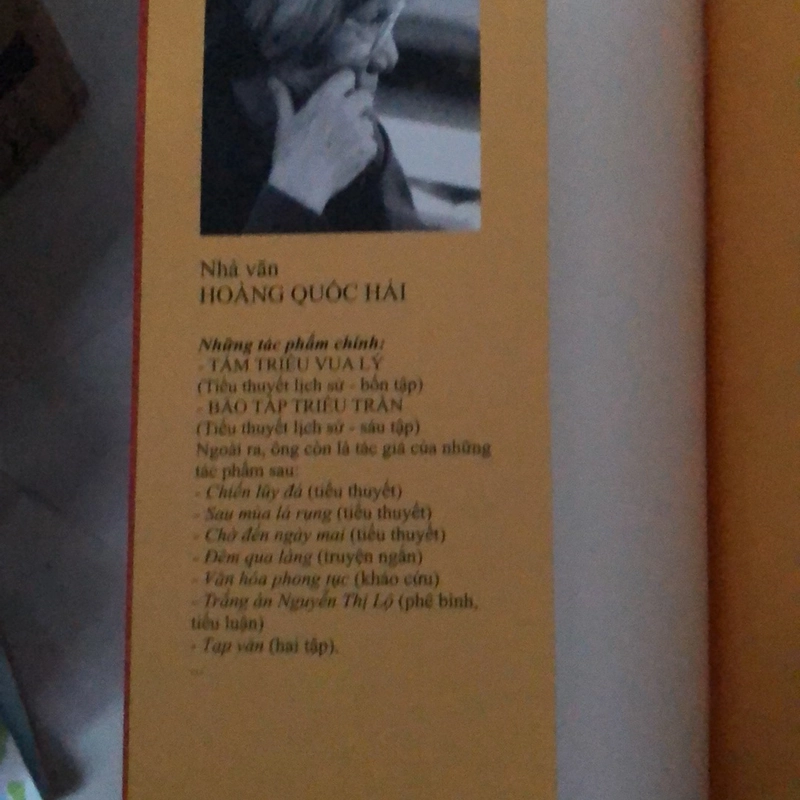 Nhà văn
HOÀNG QUỐC HẢI
Những tác phẩm chính:
- TÁM TRIỀU VUA LÝ
(Tiểu thuyết lịch sử - bốn tập)
- BÃO TÁP TRIỀU TRẦN
(Tiểu thuyết lịch sử - sáu tập)
Ngoài ra, ông còn là tác giả của những
tác phẩm sau:
- Chiến lũy đá (tiểu thuyết)
- Sau mùa lá rụng (tiểu thuyết)
- Chờ đến ngày mai (tiểu thuyết)
- Đêm qua làng (truyện ngắn)
- Văn hóa phong tục (khảo cứu)
- Trắng án Nguyễn Thị Lộ (phê bình,
tiểu luận)
- Tạp văn (hai tập).
...